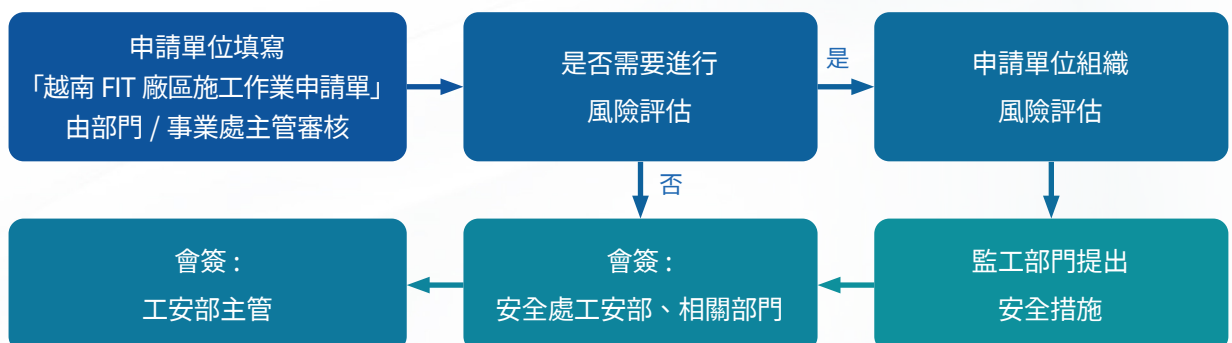 申請單位填寫
「越南 FIT 廠區施工作業申請單」
由部門 / 事業處主管審核
是否需要進行
風險評估
是
申請單位組織
風險評估
否
會簽 :
工安部主管
會簽 :
安全處工安部、相關部門
監工部門提出
安全措施